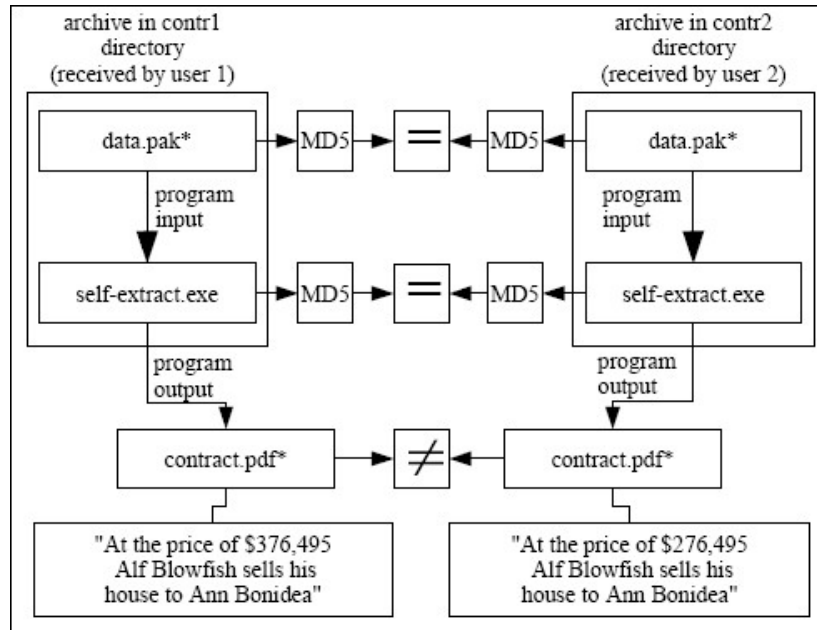 archive in contr1
directory
(received by user 1)
archive in contr2
directory
(received by user 2)
data.pak*
MD5
=
MD5
data.pak*
program
input
program
input
self-extract.exe
MD5
=
MD5
self-extract.exe
program
output
program
output
contract.pdf*
≠
contract.pdf*
"At the price of $376,495
Alf Blowfish sells his
house to Ann Bonidea"
"At the price of $276,495
Alf Blowfish sells his
house to Ann Bonidea"